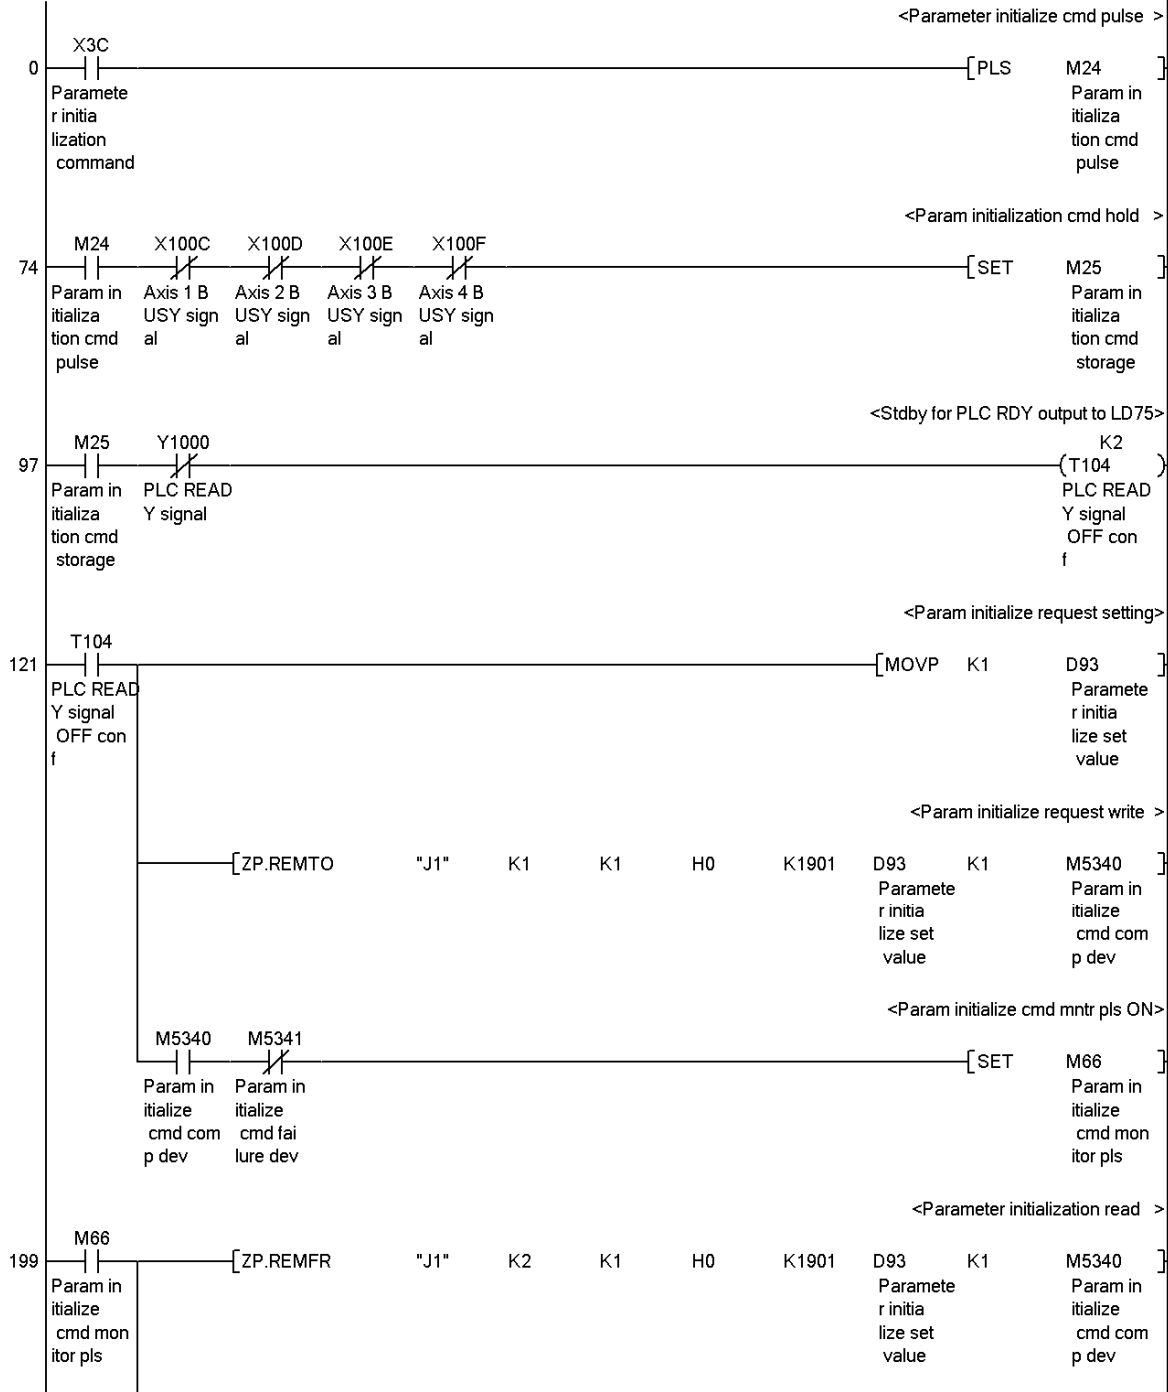 <Parameter initialize cmd pulse >
X3C
0 [PLS M24 ]
Paramete Param in
r initia itializa
lization tion cmd
command pulse
<Param initialization cmd hold >
M24 X100C X100D X100E X100F
74 [SET M25 ]
Param in Axis 1 B Axis 2 B Axis 3 B Axis 4 B Param in
itializa USY sign USY sign USY sign USY sign itializa
tion cmd al al al al tion cmd
pulse storage
<Stdby for PLC RDY output to LD75>
M25 Y1000 K2
97 (T104 )
Param in PLC READ PLC READ
itializa Y signal Y signal
tion cmd OFF con
storage f
<Param initialize request setting>
T104
121 [MOVP K1 D93 ]
PLC READ Paramete
Y signal r initia
OFF con lize set
f value
<Param initialize request write >
[ZP.REMTO "J1" K1 K1 H0 K1901 D93 K1 M5340 ]
Paramete Param in
r initia itialize
lize set cmd com
value p dev
<Param initialize cmd mntr pls ON>
M5340 M5341
[SET M66 ]
Param in Param in Param in
itialize itialize itialize
cmd com cmd fai cmd mon
p dev lure dev itor pls
<Parameter initialization read >
M66
199 [ZP.REMFR "J1" K2 K1 H0 K1901 D93 K1 M5340 ]
Param in Paramete Param in
itialize r initia itialize
cmd mon lize set cmd com
itor pls value p dev